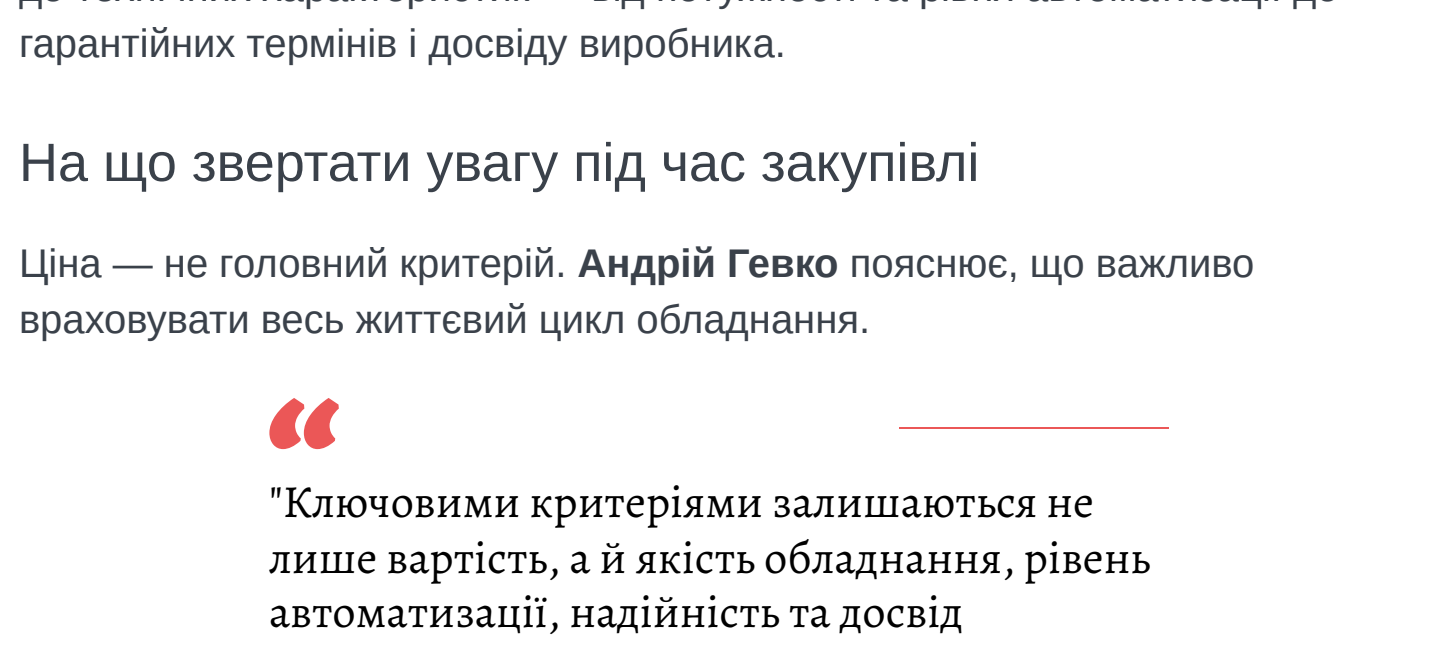 гарантійних термінів і досвіду виробника.
На що звертати увагу під час закупівлі
Ціна — не головний критерій. Андрій Гевко пояснює, що важливо
враховувати весь життєвий цикл обладнання.
“
"Ключовими критеріями залишаються не
лише вартість, а й якість обладнання, рівень
автоматизації, надійність та досвід